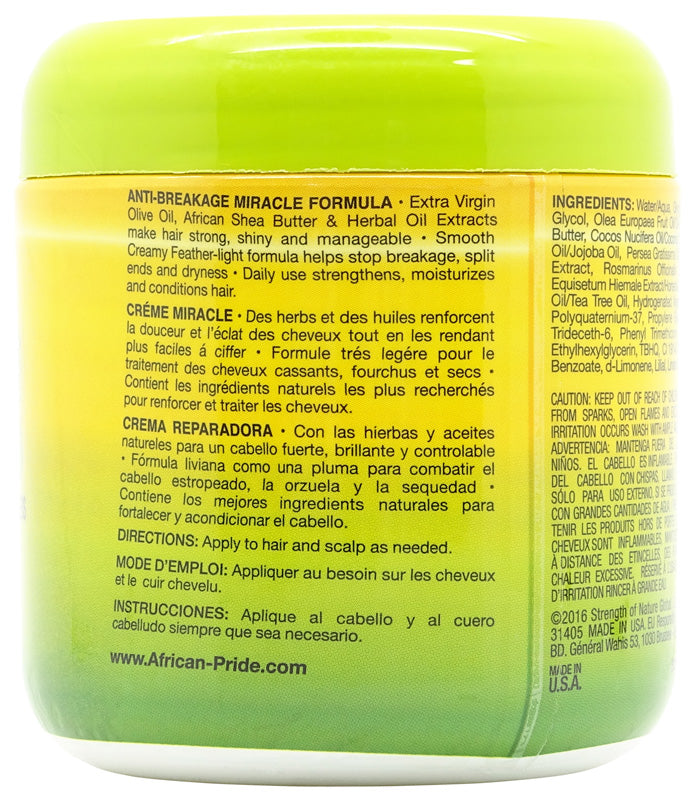 ANTI-BREAKAGE MIRACLE FORMULA • Extra Virgin
Olive Oil, African Shea Butter & Herbal Oil Extracts
make hair strong, shiny and manageable • Smooth
Creamy Feather-light formula helps stop breakage, split
ends and dryness • Daily use strengthens, moisturizes
and conditions hair.
CRÉME MIRACLE • Des herbs et des huiles renforcent
la douceur et l'éclat des cheveux tout en les rendant
plus faciles á ciffer • Formule trés legére pour le
traitement des cheveux cassants, fourchus et secs •
Contient les ingrédients naturels les plus recherchés
pour renforcer et traiter les cheveux.
CREMA REPARADORA • Con las hierbas y aceites
naturales para un cabello fuerte, brillante y controlable
• Fórmula liviana como una pluma para combatir el
cabello estropeado, la orzuela y la sequedad •
Contiene los mejores ingredients naturales para
fortalecer y acondicionar el cabello.
DIRECTIONS: Apply to hair and scalp as needed.
MODE D'EMPLOI: Appliquer au besoin sur les cheveux
et le cuir chevelu.
INSTRUCCIONES: Aplique al cabello y al cuero
cabelludo siempre que sea necesario.
www.African-Pride.com
INGREDIENTS: Water/Aqua,
Glycol, Olea Europaea Fruit
Butter, Cocos Nucifera Oil/
Oil/Jojoba Oil, Persea
Extract, Rosmarinus
Equisetum Hiemale Extract/
Oil/Tea Tree Oil, Hydrogenated
Polyquaternium-37, Propylene
Trideceth-6, Phenyl
Ethylhexylglycerin, TBHQ,
Benzoate, d-Limonene, Lilial,
CAUTION: KEEP OUT OF REACH OF
FROM SPARKS, OPEN FLAMES AND
IRRITATION OCCURS WASH WITH AMPLE
ADVERTENCIA: MANTENGA FUERA DE
NIÑOS. EL CABELLO ES INFLAMABLE.
DEL CABELLO CON CHISPAS,
SÓLO PARA USO EXTERNO. SI SE
CON GRANDES CANTIDADES DE AGUA.
TENIR LES PRODUITS HORS DE
CHEVEUX SONT INFLAMMABLES.
À DISTANCE DES ETINCELLES,
CHALEUR EXCESSIVE. RÉSERVÉ À
D'IRRITATION RINCER À GRANDE EAU.
©2016 Strength of Nature Global,
31405 MADE IN USA. EU
BD. Général Wahis 53, 1030
MADE IN
U.S.A.